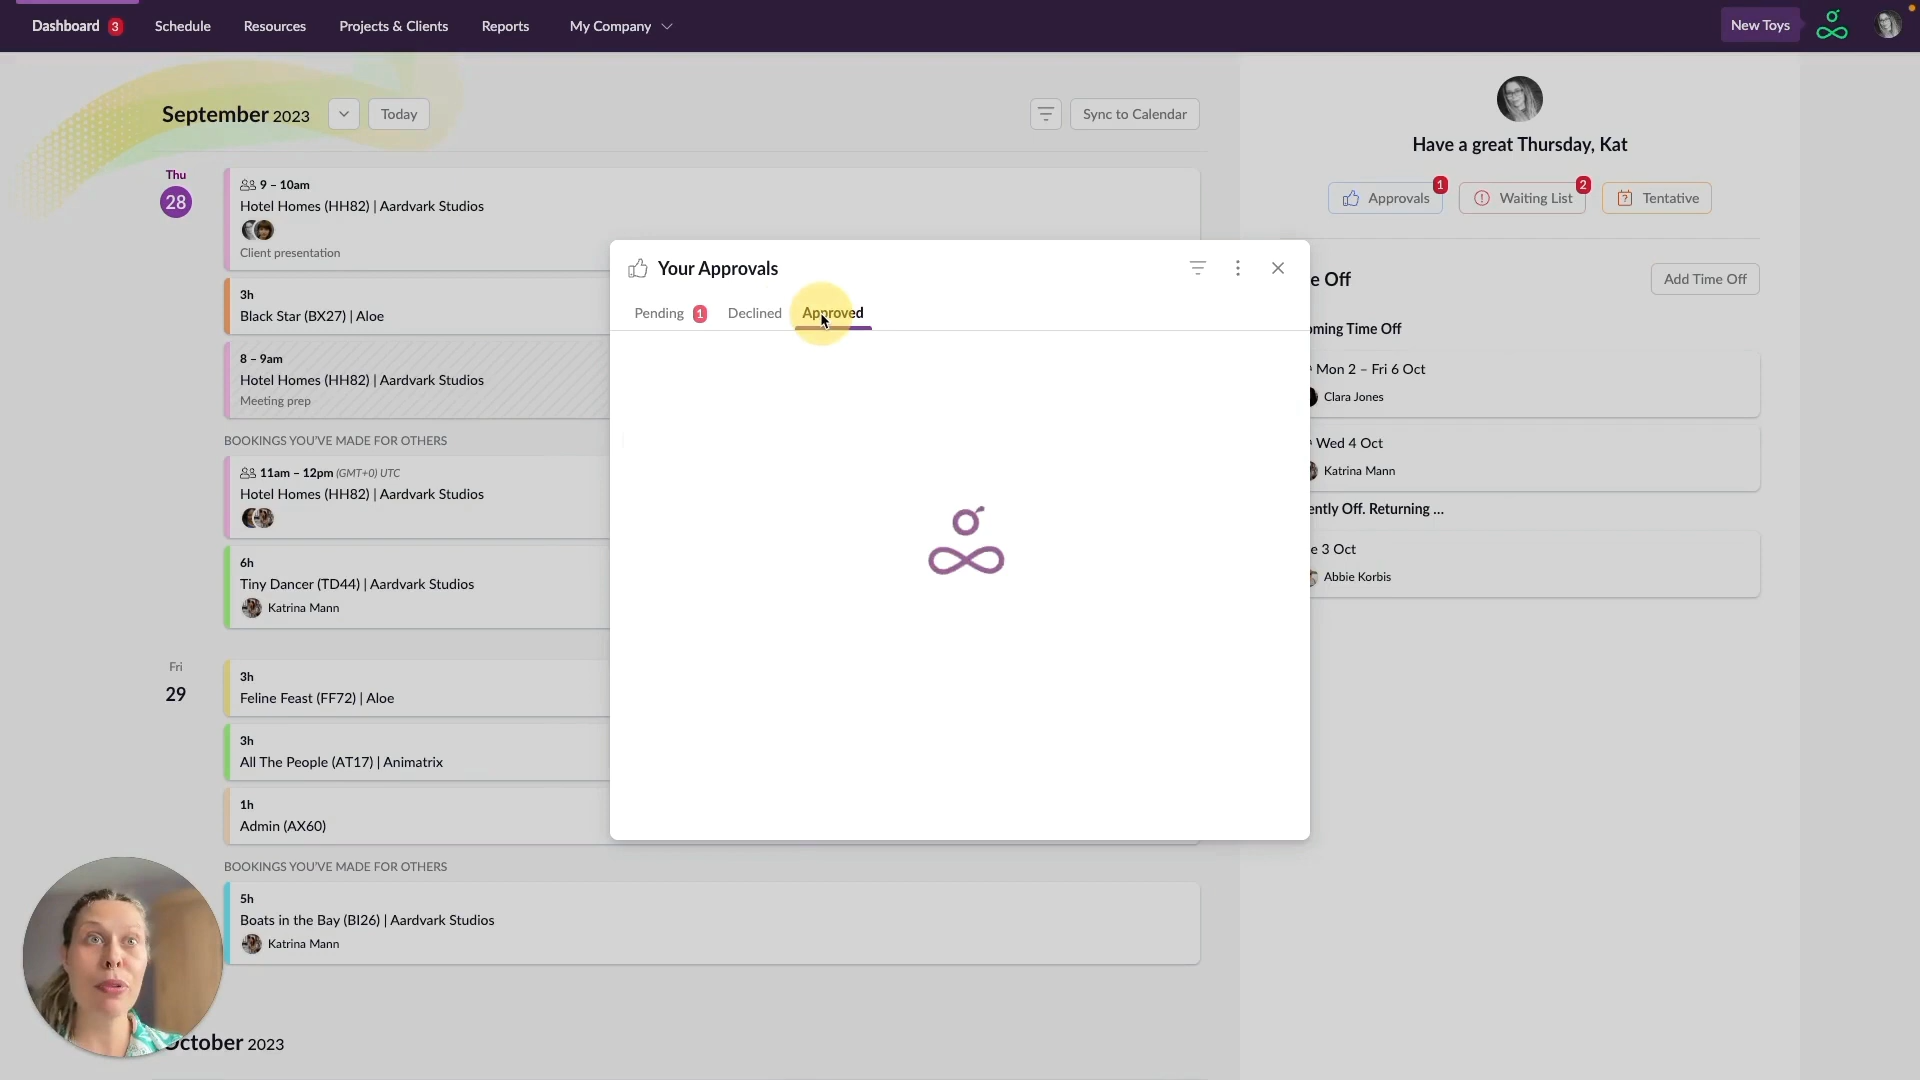 Dashboard 3 Schedule Resources Projects & Clients Reports My Company New Toys
September 2023 Today Sync to Calendar
Thu
28
9 – 10am
Hotel Homes (HH82) | Aardvark Studios
Client presentation
3h
Black Star (BX27) | Aloe
8 – 9am
Hotel Homes (HH82) | Aardvark Studios
Meeting prep
BOOKINGS YOU'VE MADE FOR OTHERS
11am – 12pm (GMT+0) UTC
Hotel Homes (HH82) | Aardvark Studios
6h
Tiny Dancer (TD44) | Aardvark Studios
Katrina Mann
Fri
29
3h
Feline Feast (FF72) | Aloe
3h
All The People (AT17) | Animatrix
1h
Admin (AX60)
BOOKINGS YOU'VE MADE FOR OTHERS
5h
Boats in the Bay (BI26) | Aardvark Studios
Katrina Mann
October 2023
Your Approvals
Pending 1 Declined Approved
Have a great Thursday, Kat
Approvals 1 Waiting List 2 Tentative
e Off Add Time Off
oming Time Off
Mon 2 – Fri 6 Oct
Clara Jones
Wed 4 Oct
Katrina Mann
ently Off. Returning ...
e 3 Oct
Abbie Korbis